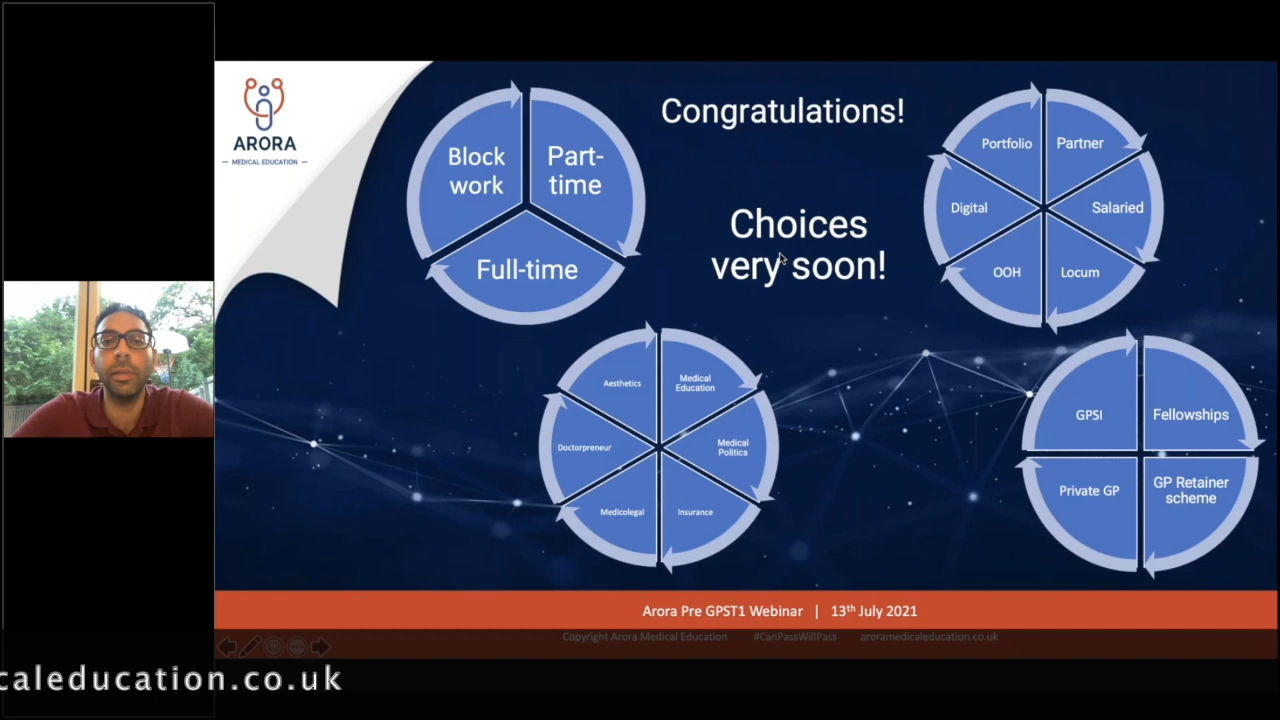 ARORA
MEDICAL EDUCATION
Block
work
Part-
time
Full-time
Congratulations!
Choices
very soon!
Portfolio
Partner
Digital
Salaried
OOH
Locum
Aesthetics
Medical
Education
Doctorpreneur
Medical
Politics
Medicolegal
Insurance
GPSI
Fellowships
Private GP
GP Retainer
scheme
Arora Pre GPST1 Webinar | 13th July 2021
Copyright Arora Medical Education #CanPassWillPass aroramedicaleducation.co.uk
caleducation.co.uk